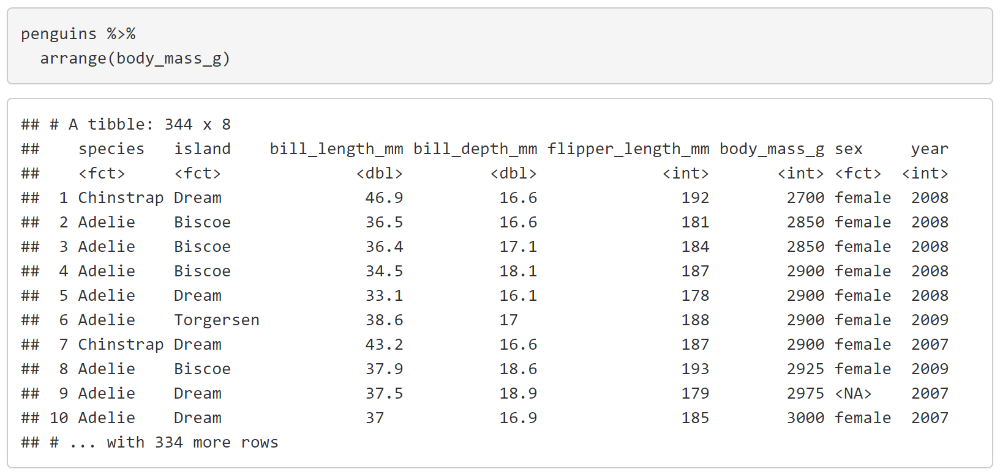 penguins %>%
  arrange(body_mass_g)
## # A tibble: 344 x 8
##    species   island    bill_length_mm bill_depth_mm flipper_length_mm body_mass_g sex     year
##    <fct>     <fct>              <dbl>         <dbl>             <int>       <int> <fct>  <int>
##  1 Chinstrap Dream               46.9          16.6               192        2700 female  2008
##  2 Adelie    Biscoe              36.5          16.6               181        2850 female  2008
##  3 Adelie    Biscoe              36.4          17.1               184        2850 female  2008
##  4 Adelie    Biscoe              34.5          18.1               187        2900 female  2008
##  5 Adelie    Dream               33.1          16.1               178        2900 female  2008
##  6 Adelie    Torgersen           38.6          17                 188        2900 female  2009
##  7 Chinstrap Dream               43.2          16.6               187        2900 female  2007
##  8 Adelie    Biscoe              37.9          18.6               193        2925 female  2009
##  9 Adelie    Dream               37.5          18.9               179        2975 <NA>    2007
## 10 Adelie    Dream               37            16.9               185        3000 female  2007
## # ... with 334 more rows